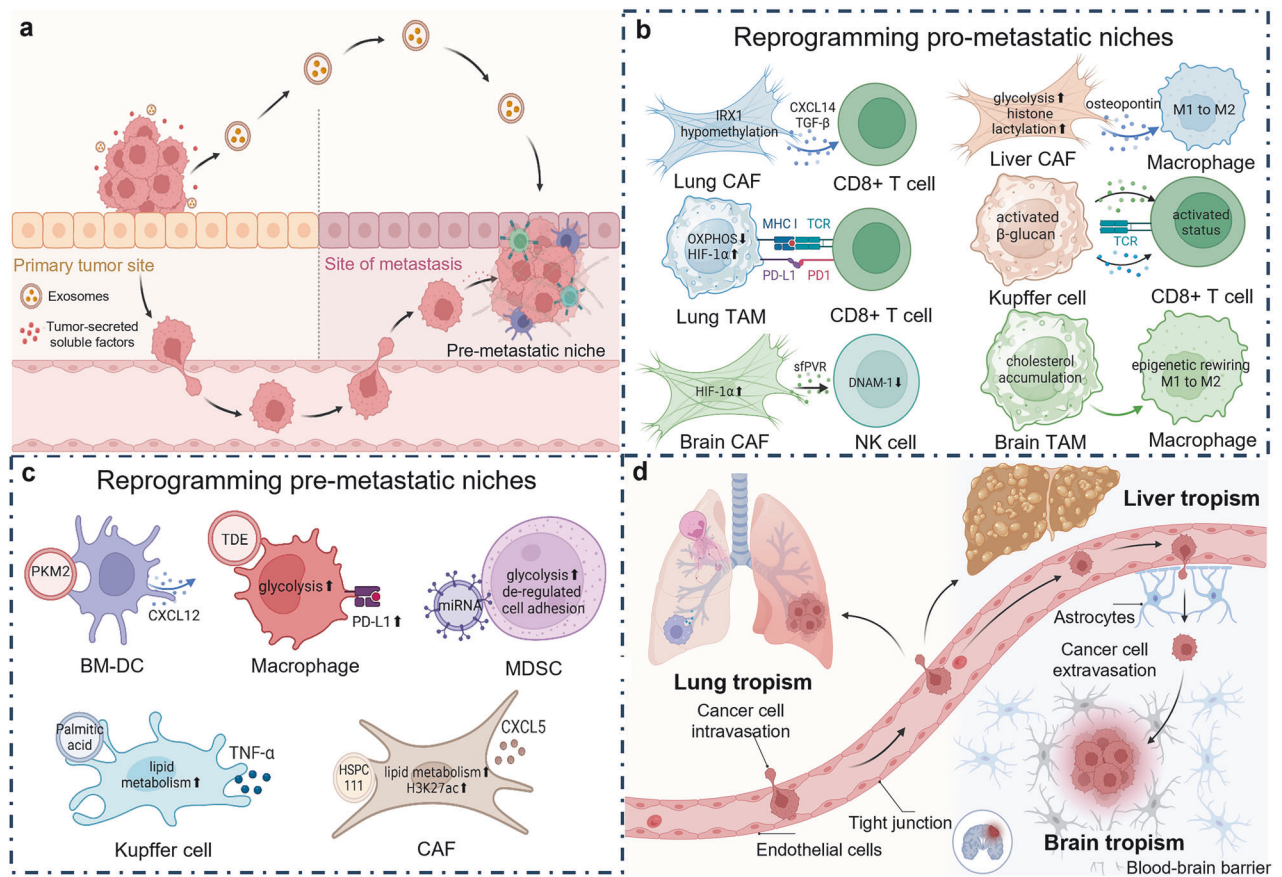 a
Primary tumor site
Site of metastasis
Exosomes
Tumor-secreted
soluble factors
Pre-metastatic niche
b
Reprogramming pro-metastatic niches
IRX1
hypomethylation
CXCL14
TGF-β
Lung CAF
CD8+ T cell
glycolysis⬆
histone
lactylation⬆
osteopontin
M1 to M2
Liver CAF
Macrophage
OXPHOS⬇
HIF-1α⬆
MHC I
TCR
PD-L1
PD1
Lung TAM
CD8+ T cell
activated
β-glucan
TCR
activated
status
Kupffer cell
CD8+ T cell
HIF-1α⬆
sfPVR
DNAM-1⬇
Brain CAF
NK cell
cholesterol
accumulation
epigenetic rewiring
M1 to M2
Brain TAM
Macrophage
c
Reprogramming pre-metastatic niches
PKM2
CXCL12
BM-DC
TDE
glycolysis⬆
PD-L1⬆
Macrophage
miRNA
glycolysis⬆
de-regulated
cell adhesion
MDSC
Palmitic
acid
lipid
metabolism⬆
TNF-α
Kupffer cell
HSPC
111
lipid metabolism⬆
H3K27ac⬆
CXCL5
CAF
d
Liver tropism
Lung tropism
Cancer cell
intravasation
Astrocytes
Cancer cell
extravasation
Tight junction
Endothelial cells
Brain tropism
Blood-brain barrier